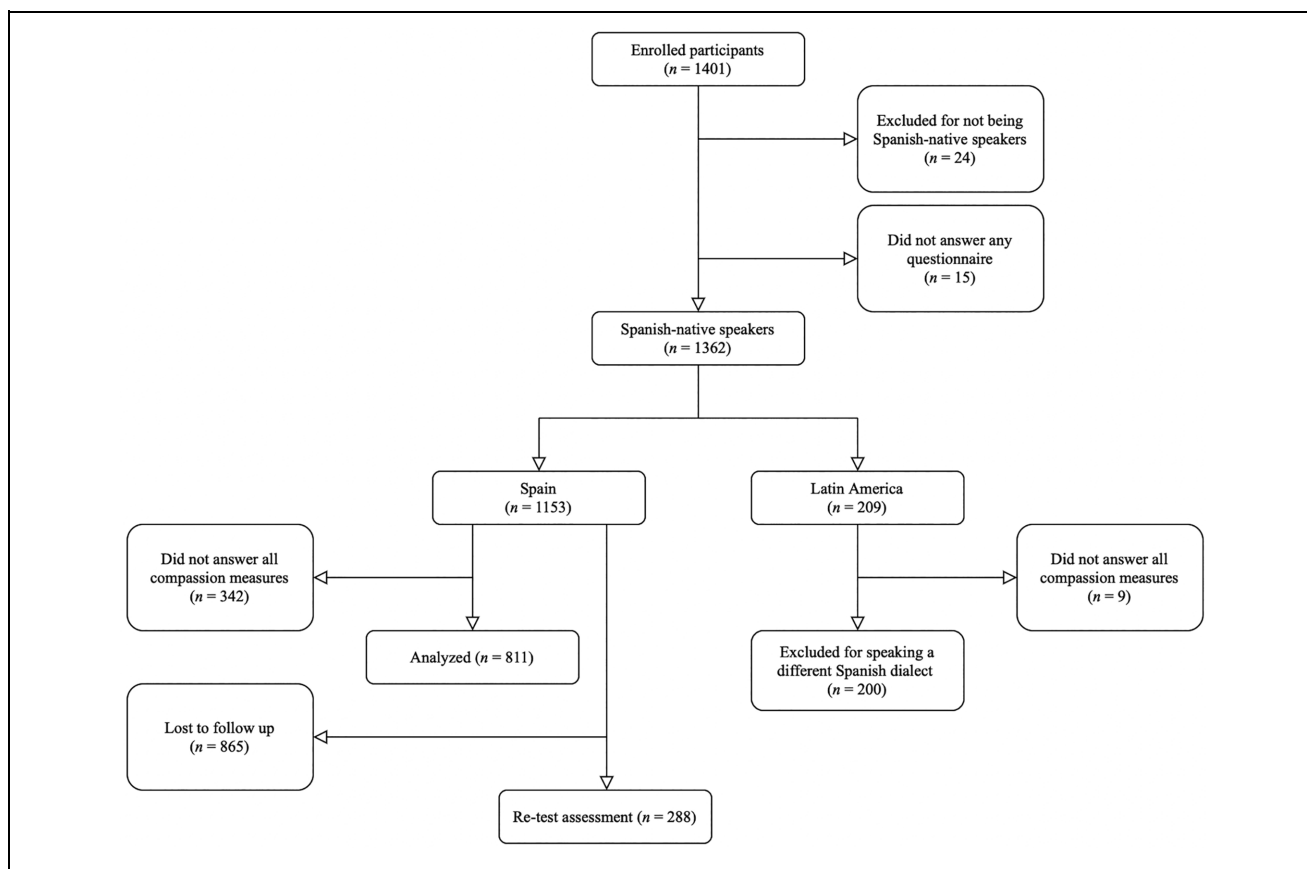 Enrolled participants
(n = 1401)
Excluded for not being
Spanish-native speakers
(n = 24)
Did not answer any
questionnaire
(n = 15)
Spanish-native speakers
(n = 1362)
Spain
(n = 1153)
Latin America
(n = 209)
Did not answer all
compassion measures
(n = 342)
Did not answer all
compassion measures
(n = 9)
Analyzed (n = 811)
Excluded for speaking a
different Spanish dialect
(n = 200)
Lost to follow up
(n = 865)
Re-test assessment (n = 288)